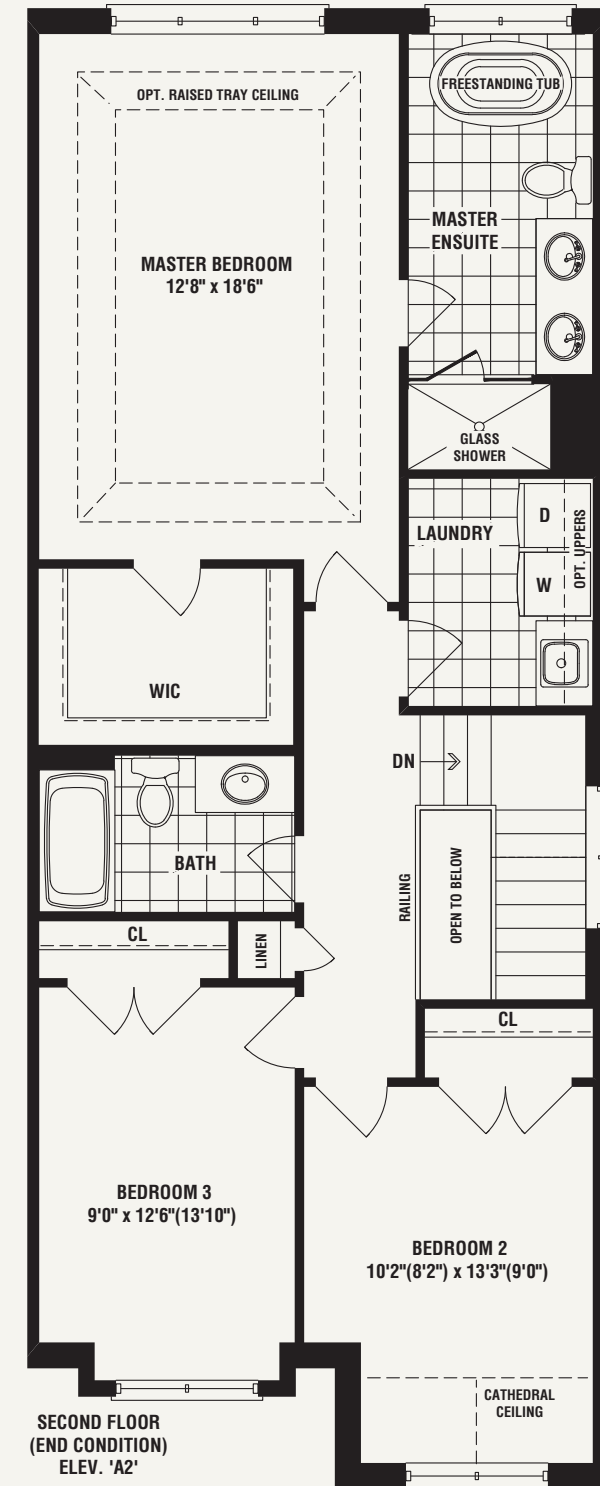 OPT. RAISED TRAY CEILING
FREESTANDING TUB
MASTER
ENSUITE
MASTER BEDROOM
12'8" x 18'6"
GLASS
SHOWER
LAUNDRY
D
W
OPT. UPPERS
WIC
DN
BATH
RAILING
OPEN TO BELOW
CL
LINEN
CL
BEDROOM 3
9'0" x 12'6"(13'10")
BEDROOM 2
10'2"(8'2") x 13'3"(9'0")
CATHEDRAL
CEILING
SECOND FLOOR
(END CONDITION)
ELEV. 'A2'